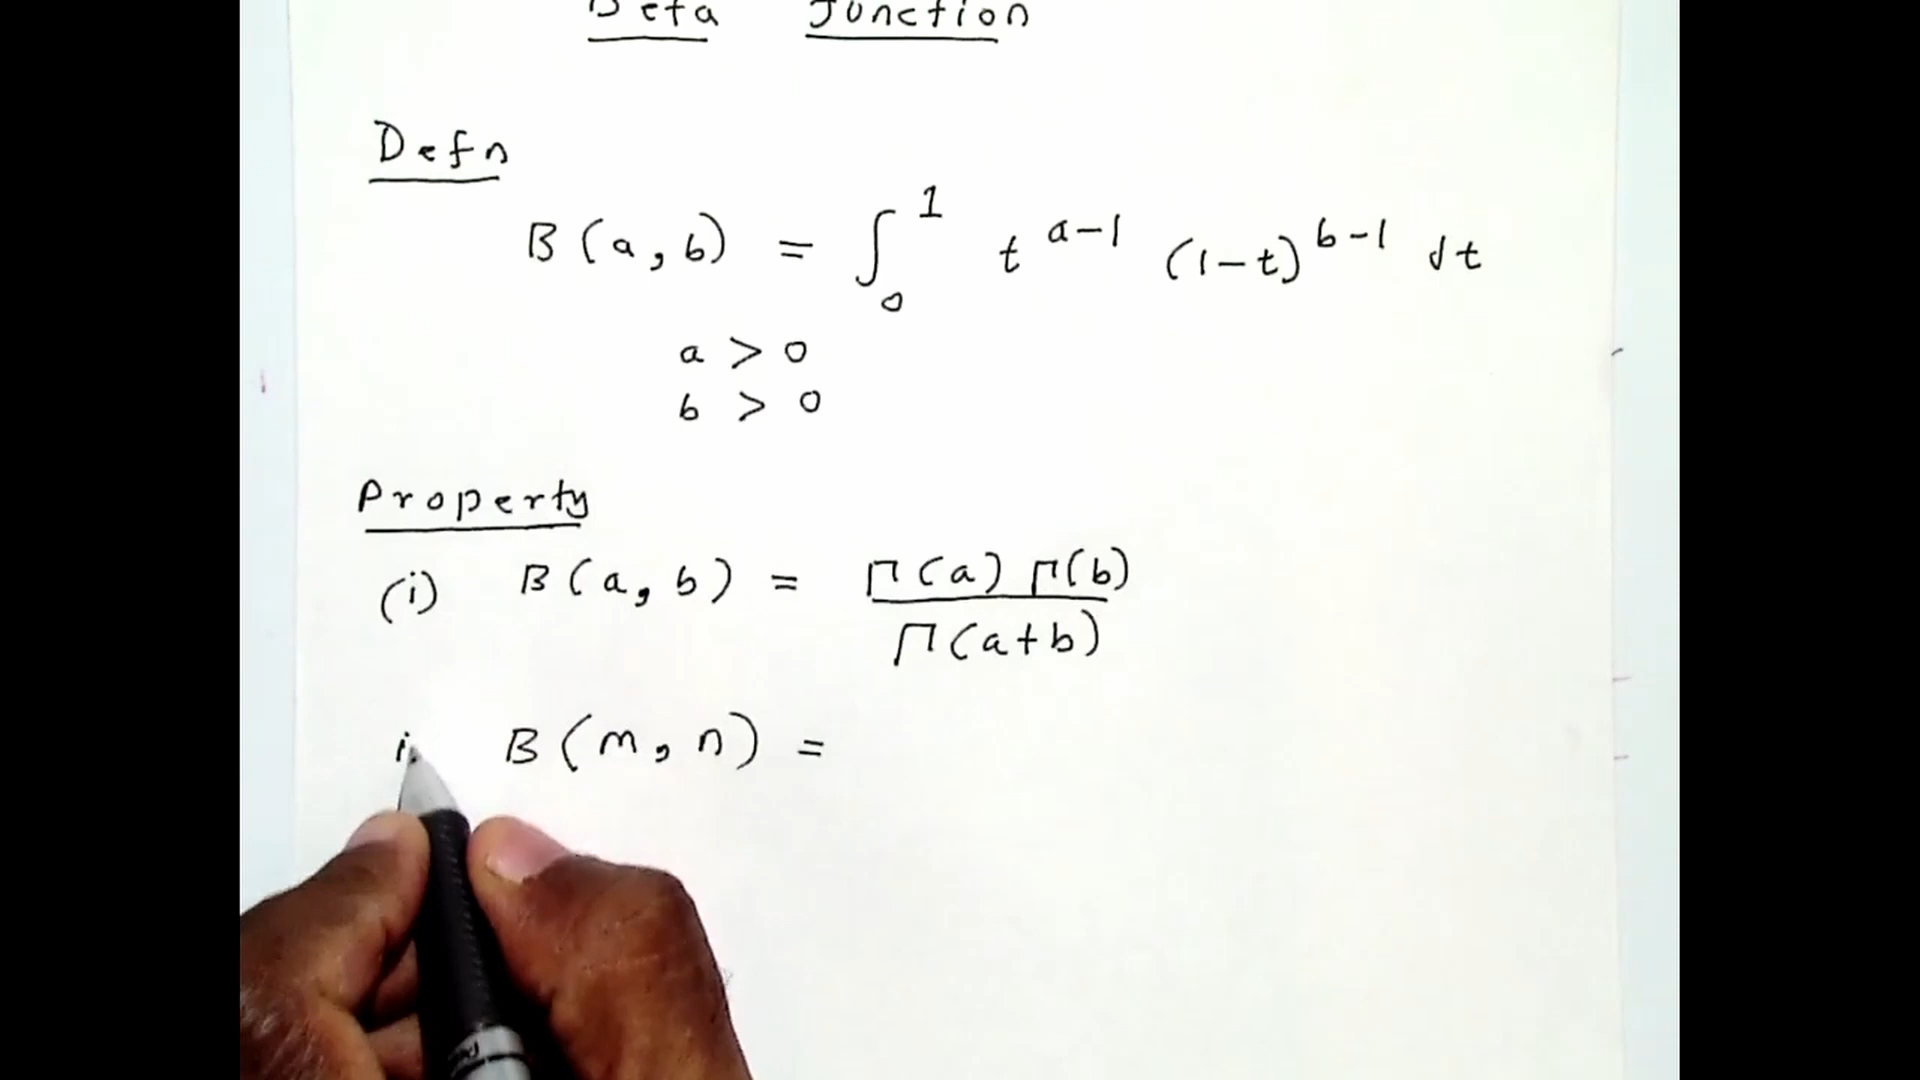 Beta Function
Defn
B(a,b) = ∫₀¹ t^(a-1) (1-t)^(b-1) dt
a > 0
b > 0
Property
(i) B(a,b) = Γ(a) Γ(b) / Γ(a+b)
i B(m,n) =